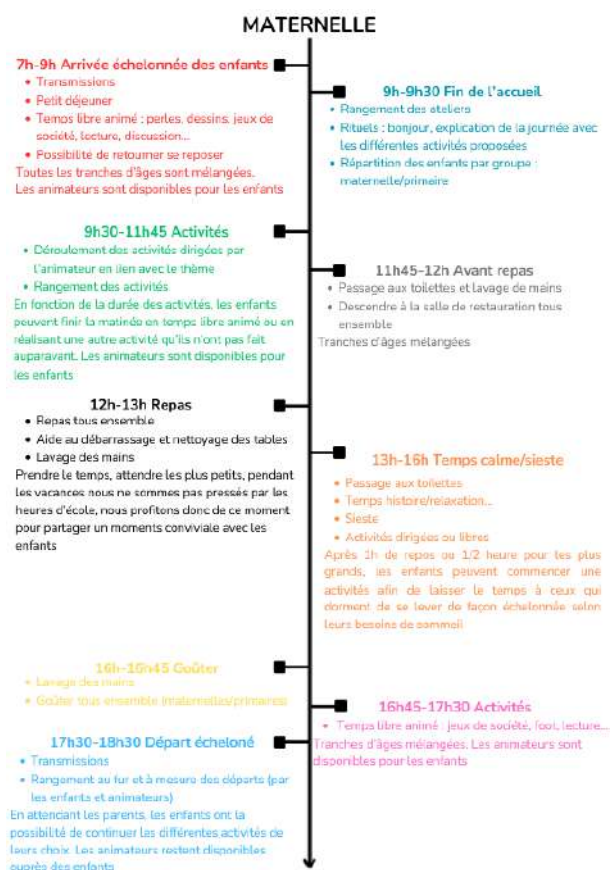 MATERNELLE
7h-9h Arrivée échelonnée des enfants
• Transmissions
• Petit déjeuner
• Temps libre animé : perles, dessins, jeux de
société, lecture, discussion...
• Possibilité de retourner se reposer
Toutes les tranches d'âges sont mélangées.
Les animateurs sont disponibles pour les enfants
9h-9h30 Fin de l'accueil
• Rangement des ateliers
• Rituels : bonjour, explication de la journée avec
les différentes activités proposées
• Répartition des enfants par groupe :
maternelle/primaire
9h30-11h45 Activités
• Déroulement des activités dirigées par
l'animateur en lien avec le thème
• Rangement des activités
En fonction de la durée des activités, les enfants
peuvent finir la matinée en temps libre animé ou en
réalisant une autre activité qu'ils n'ont pas fait
auparavant. Les animateurs sont disponibles pour
les enfants
11h45-12h Avant repas
• Passage aux toilettes et lavage de mains
• Descendre à la salle de restauration tous
ensemble
Tranches d'âges mélangées
12h-13h Repas
• Repas tous ensemble
• Aide au débarrassage et nettoyage des tables
• Lavage des mains
Prendre le temps, attendre les plus petits, pendant
les vacances nous ne sommes pas pressés par les
heures d'école, nous profitons donc de ce moment
pour partager un moments conviviale avec les
enfants
13h-16h Temps calme/sieste
• Passage aux toilettes
• Temps histoire/relaxation...
• Sieste
• Activités dirigées ou libres
Après 1h de repos ou 1/2 heure pour les plus
grands, les enfants peuvent commencer une
activités afin de laisser le temps à ceux qui
dorment de se lever de façon échelonnée selon
leurs besoins de sommeil
16h-16h45 Goûter
• Lavage des mains
• Goûter tous ensemble (maternelles/primaires)
16h45-17h30 Activités
• Temps libre animé : jeux de société, foot, lecture...
Tranches d'âges mélangées. Les animateurs sont
disponibles pour les enfants
17h30-18h30 Départ écheloné
• Transmissions
• Rangement au fur et à mesure des départs (par
les enfants et animateurs)
En attendant les parents, les enfants ont la
possibilité de continuer les différentes activités de
leurs choix. Les animateurs restent disponibles
auprès des enfants